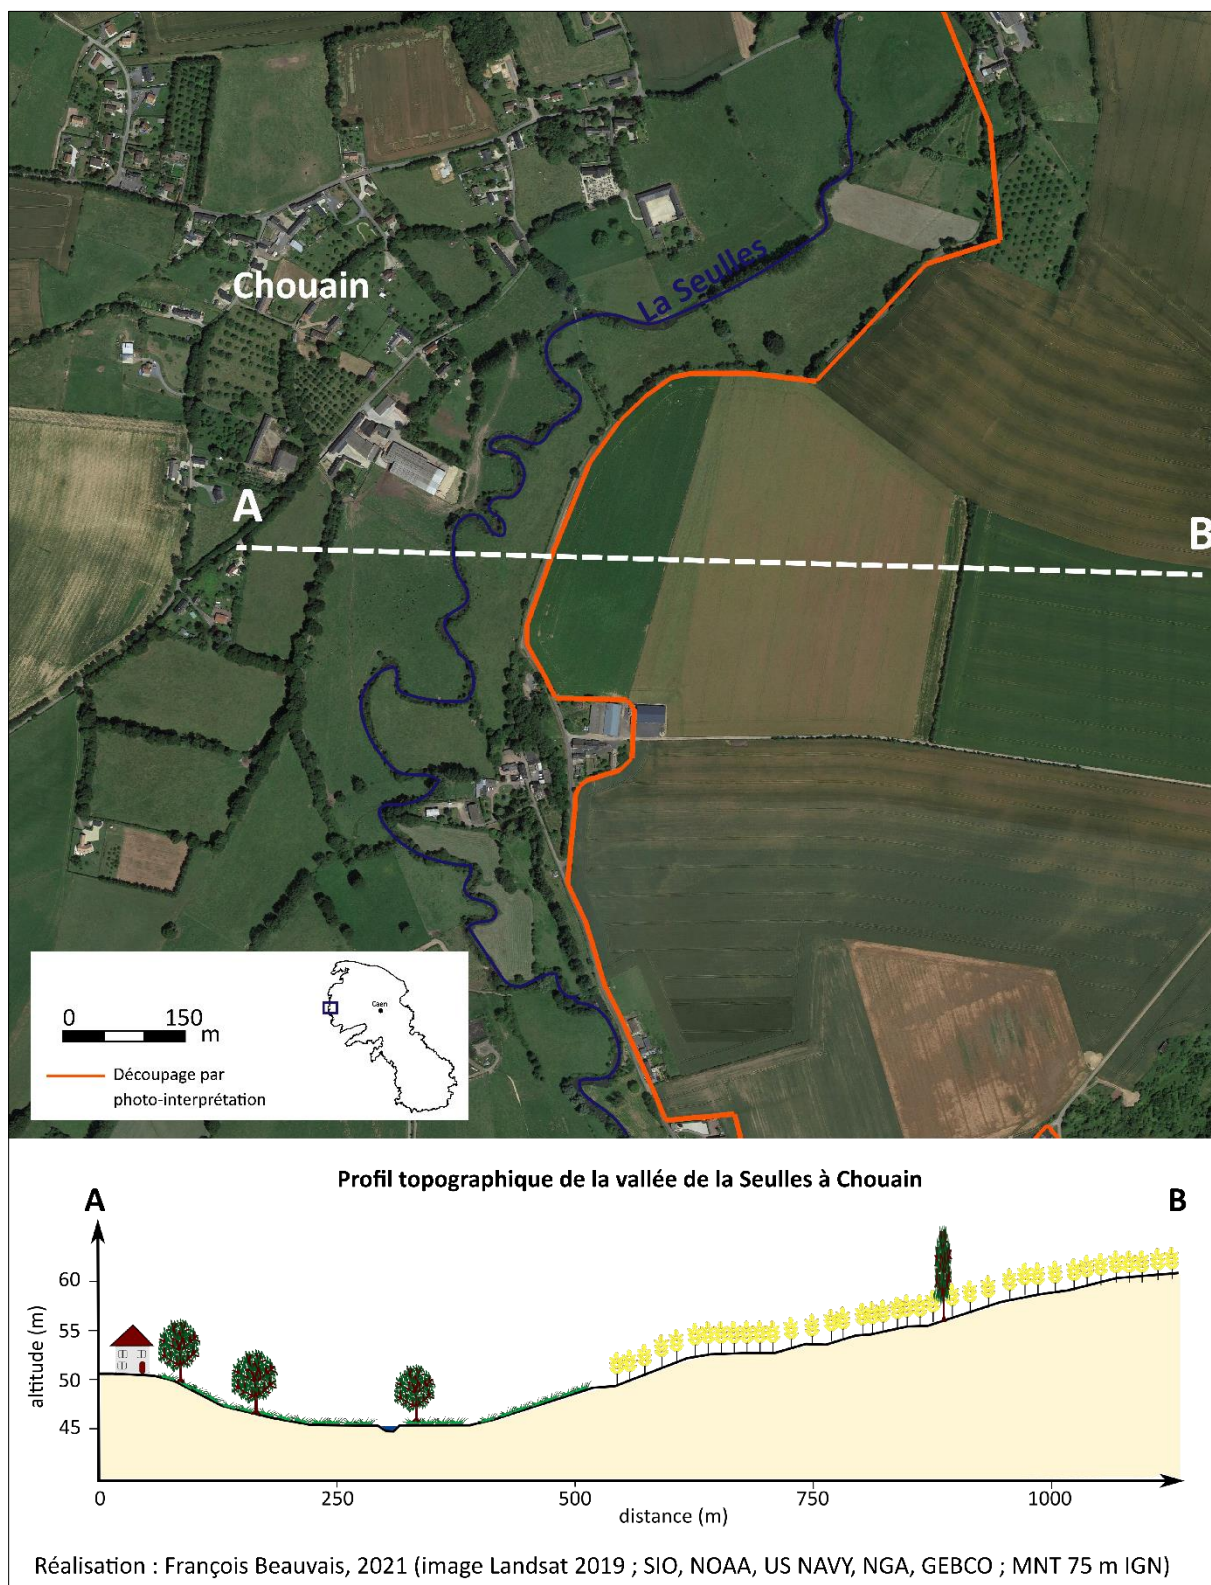 La Seulles
Chouain
A
B
Caen
0 150
m
Découpage par
photo-interprétation
Profil topographique de la vallée de la Seulles à Chouain
A
B
altitude (m)
60
55
50
45
0 250 500 750 1000
distance (m)
Réalisation : François Beauvais, 2021 (image Landsat 2019 ; SIO, NOAA, US NAVY, NGA, GEBCO ; MNT 75 m IGN)